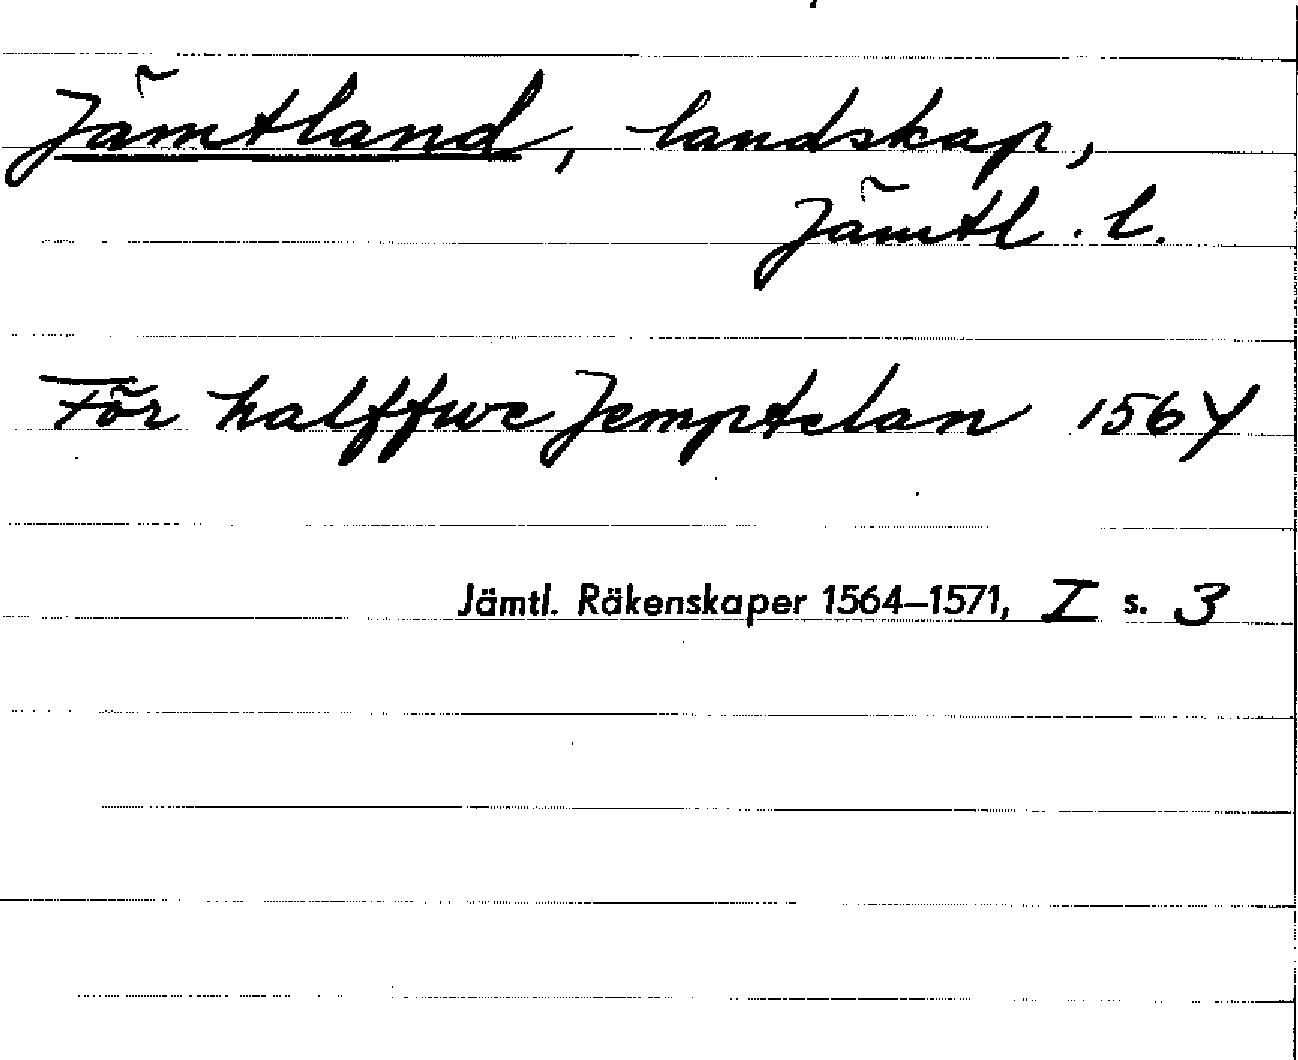 Jämtland, landskap,
Jämtl. l.
För halffwe Jemptelan 1564
Jämtl. Räkenskaper 1564–1571, I s. 3